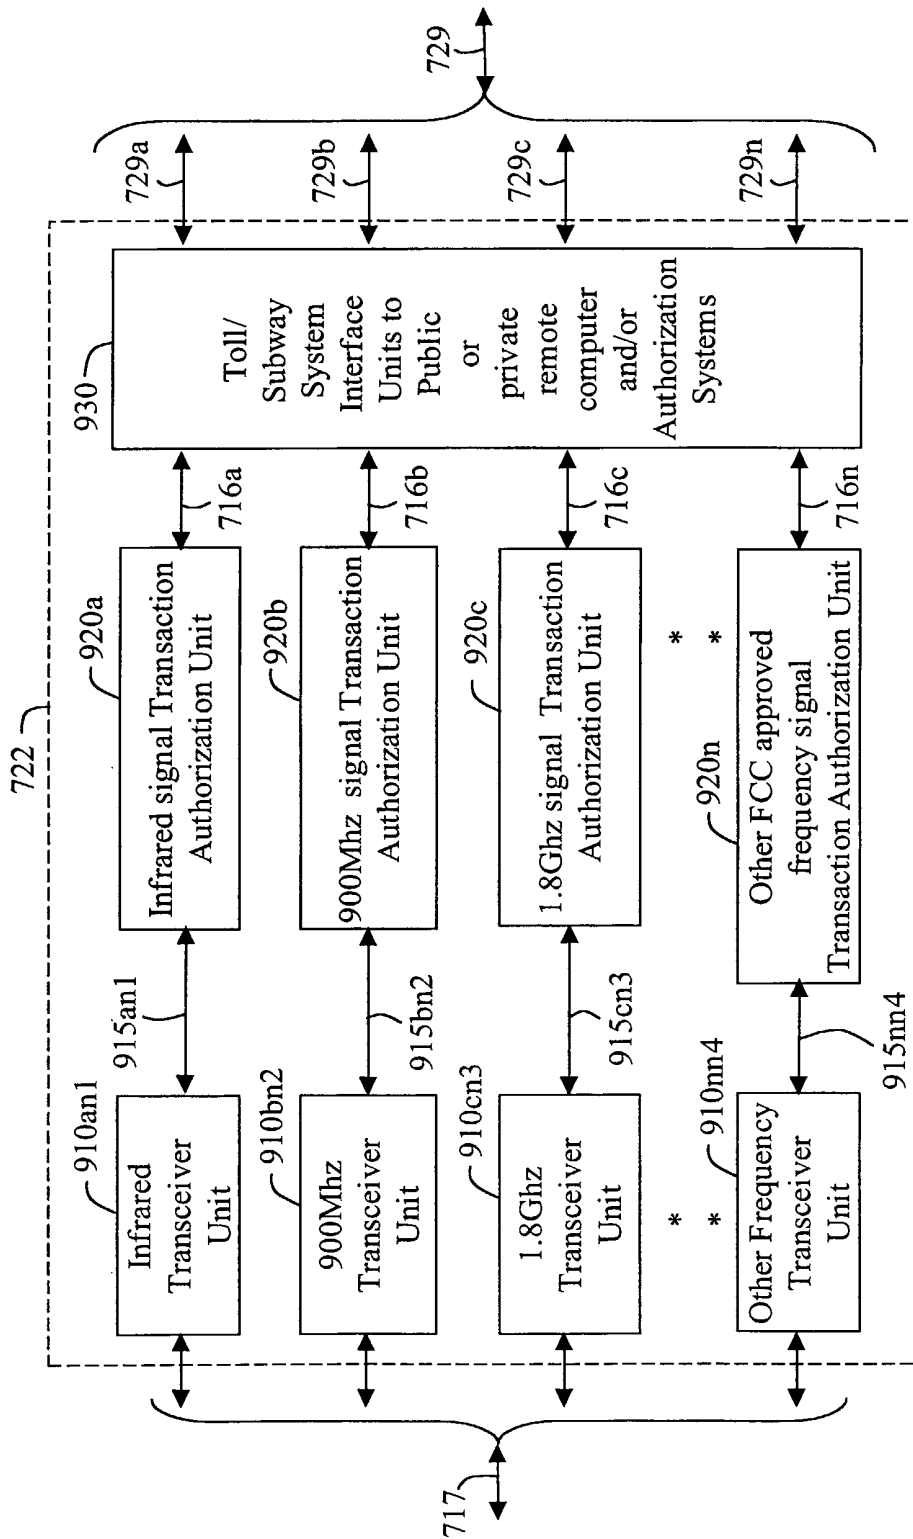 722
717
910an1
Infrared
Transceiver
Unit
915an1
920a
Infrared signal Transaction
Authorization Unit
716a
729a
910bn2
900Mhz
Transceiver
Unit
915bn2
920b
900Mhz signal Transaction
Authorization Unit
716b
729b
910cn3
1.8Ghz
Transceiver
Unit
915cn3
920c
1.8Ghz signal Transaction
Authorization Unit
716c
729c
* *
* *
910nn4
Other Frequency
Transceiver
Unit
915nn4
920n
Other FCC approved
frequency signal
Transaction Authorization Unit
716n
729n
930
Toll/
Subway
System
Interface
Units to
Public
or
private
remote
computer
and/or
Authorization
Systems
729